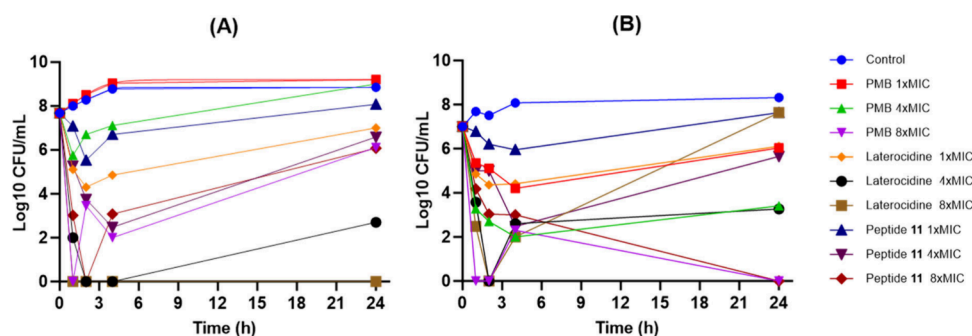 (A)
(B)
Log10 CFU/mL
10
8
6
4
2
0
0 3 6 9 12 15 18 21 24
Time (h)
Log10 CFU/mL
10
8
6
4
2
0
0 3 6 9 12 15 18 21 24
Time (h)
Control
PMB 1xMIC
PMB 4xMIC
PMB 8xMIC
Laterocidine 1xMIC
Laterocidine 4xMIC
Laterocidine 8xMIC
Peptide 11 1xMIC
Peptide 11 4xMIC
Peptide 11 8xMIC